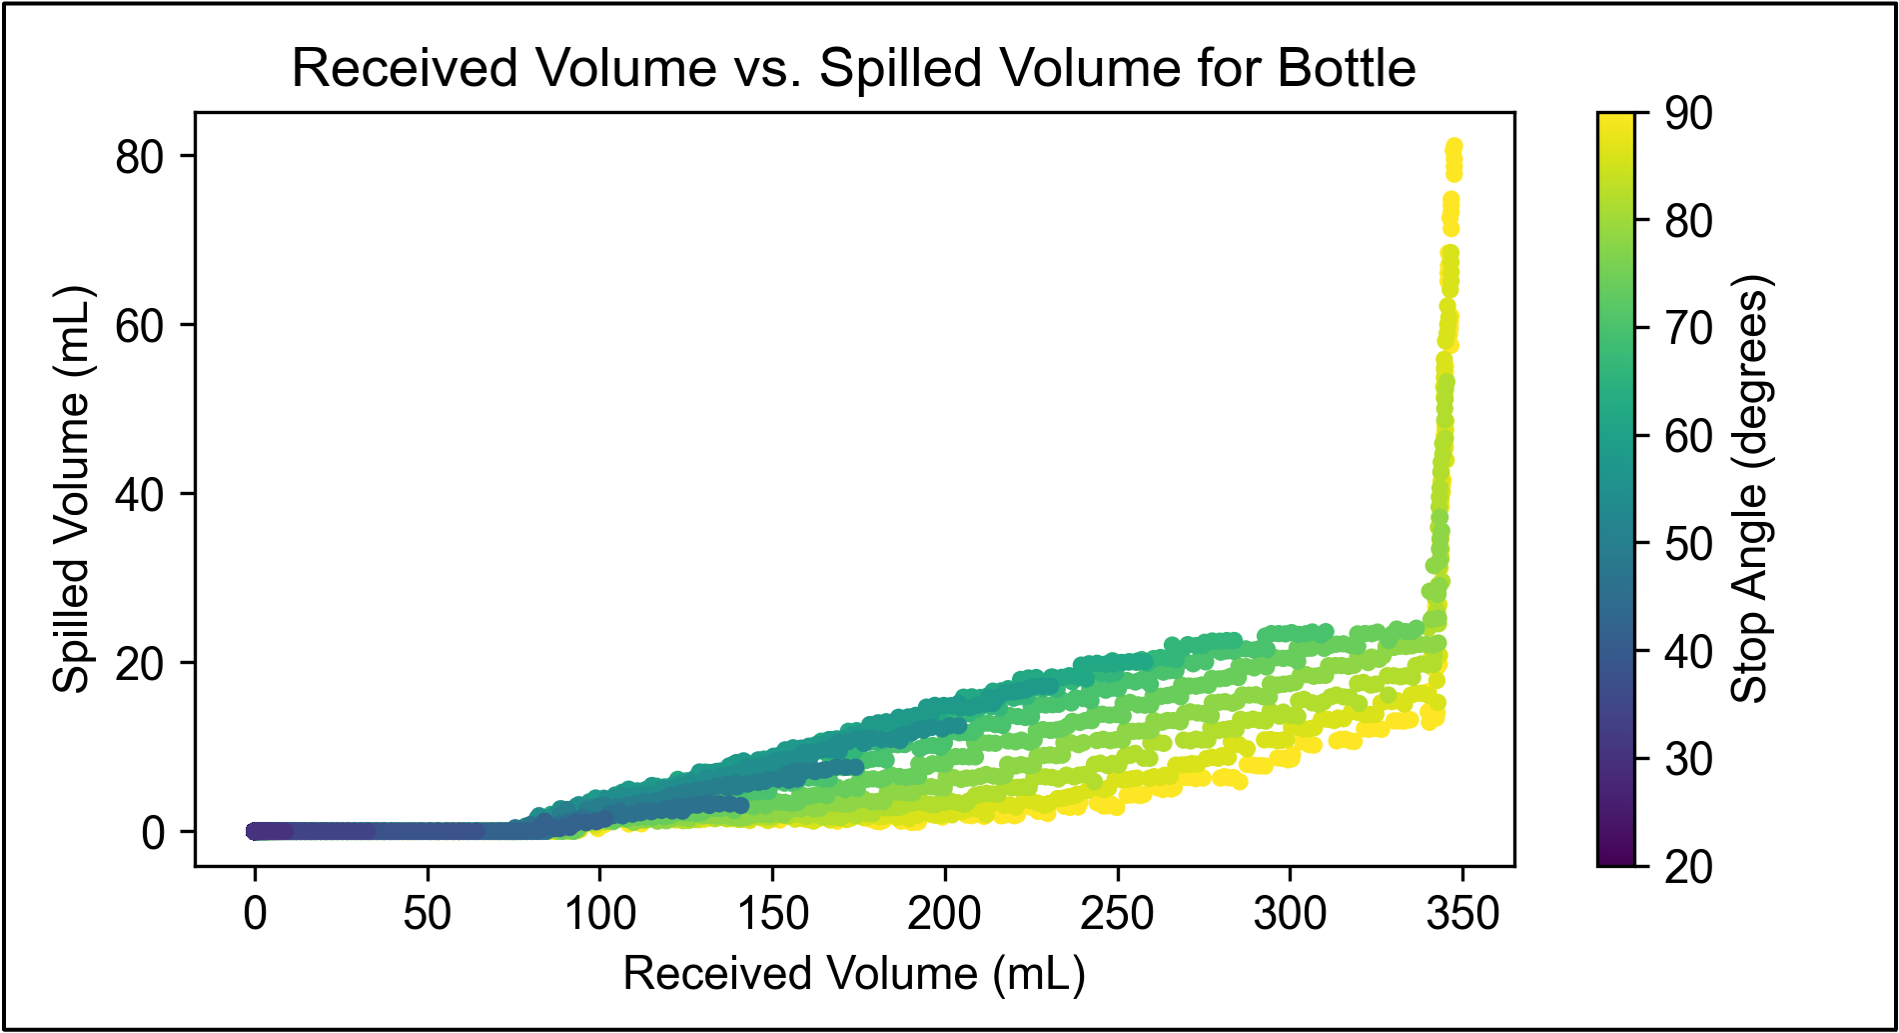 Received Volume vs. Spilled Volume for Bottle
Spilled Volume (mL)
80
60
40
20
0
0 50 100 150 200 250 300 350
Received Volume (mL)
90
80
70
60
50
40
30
20
Stop Angle (degrees)